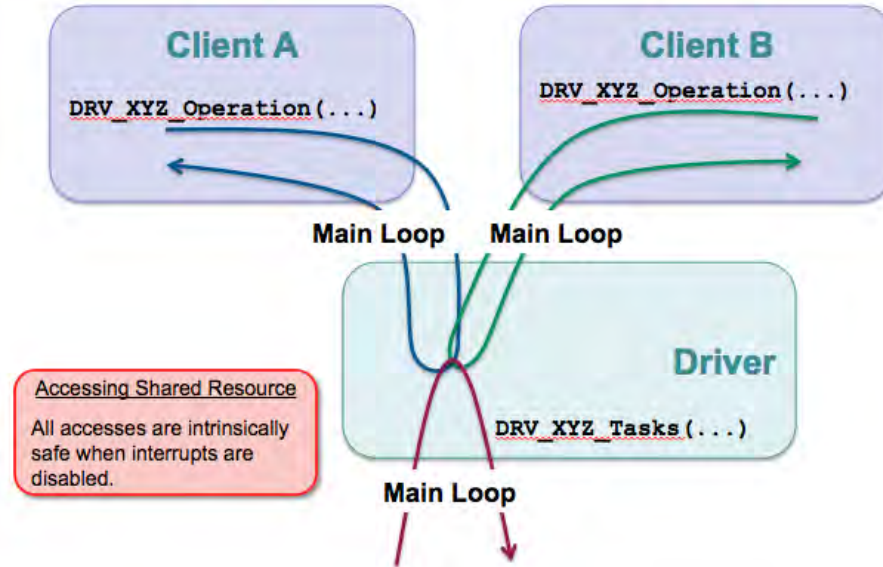 Client A
DRV_XYZ_Operation(...)
Client B
DRV_XYZ_Operation(...)
Main Loop
Main Loop
Driver
DRV_XYZ_Tasks(...)
Accessing Shared Resource
All accesses are intrinsically
safe when interrupts are
disabled.
Main Loop